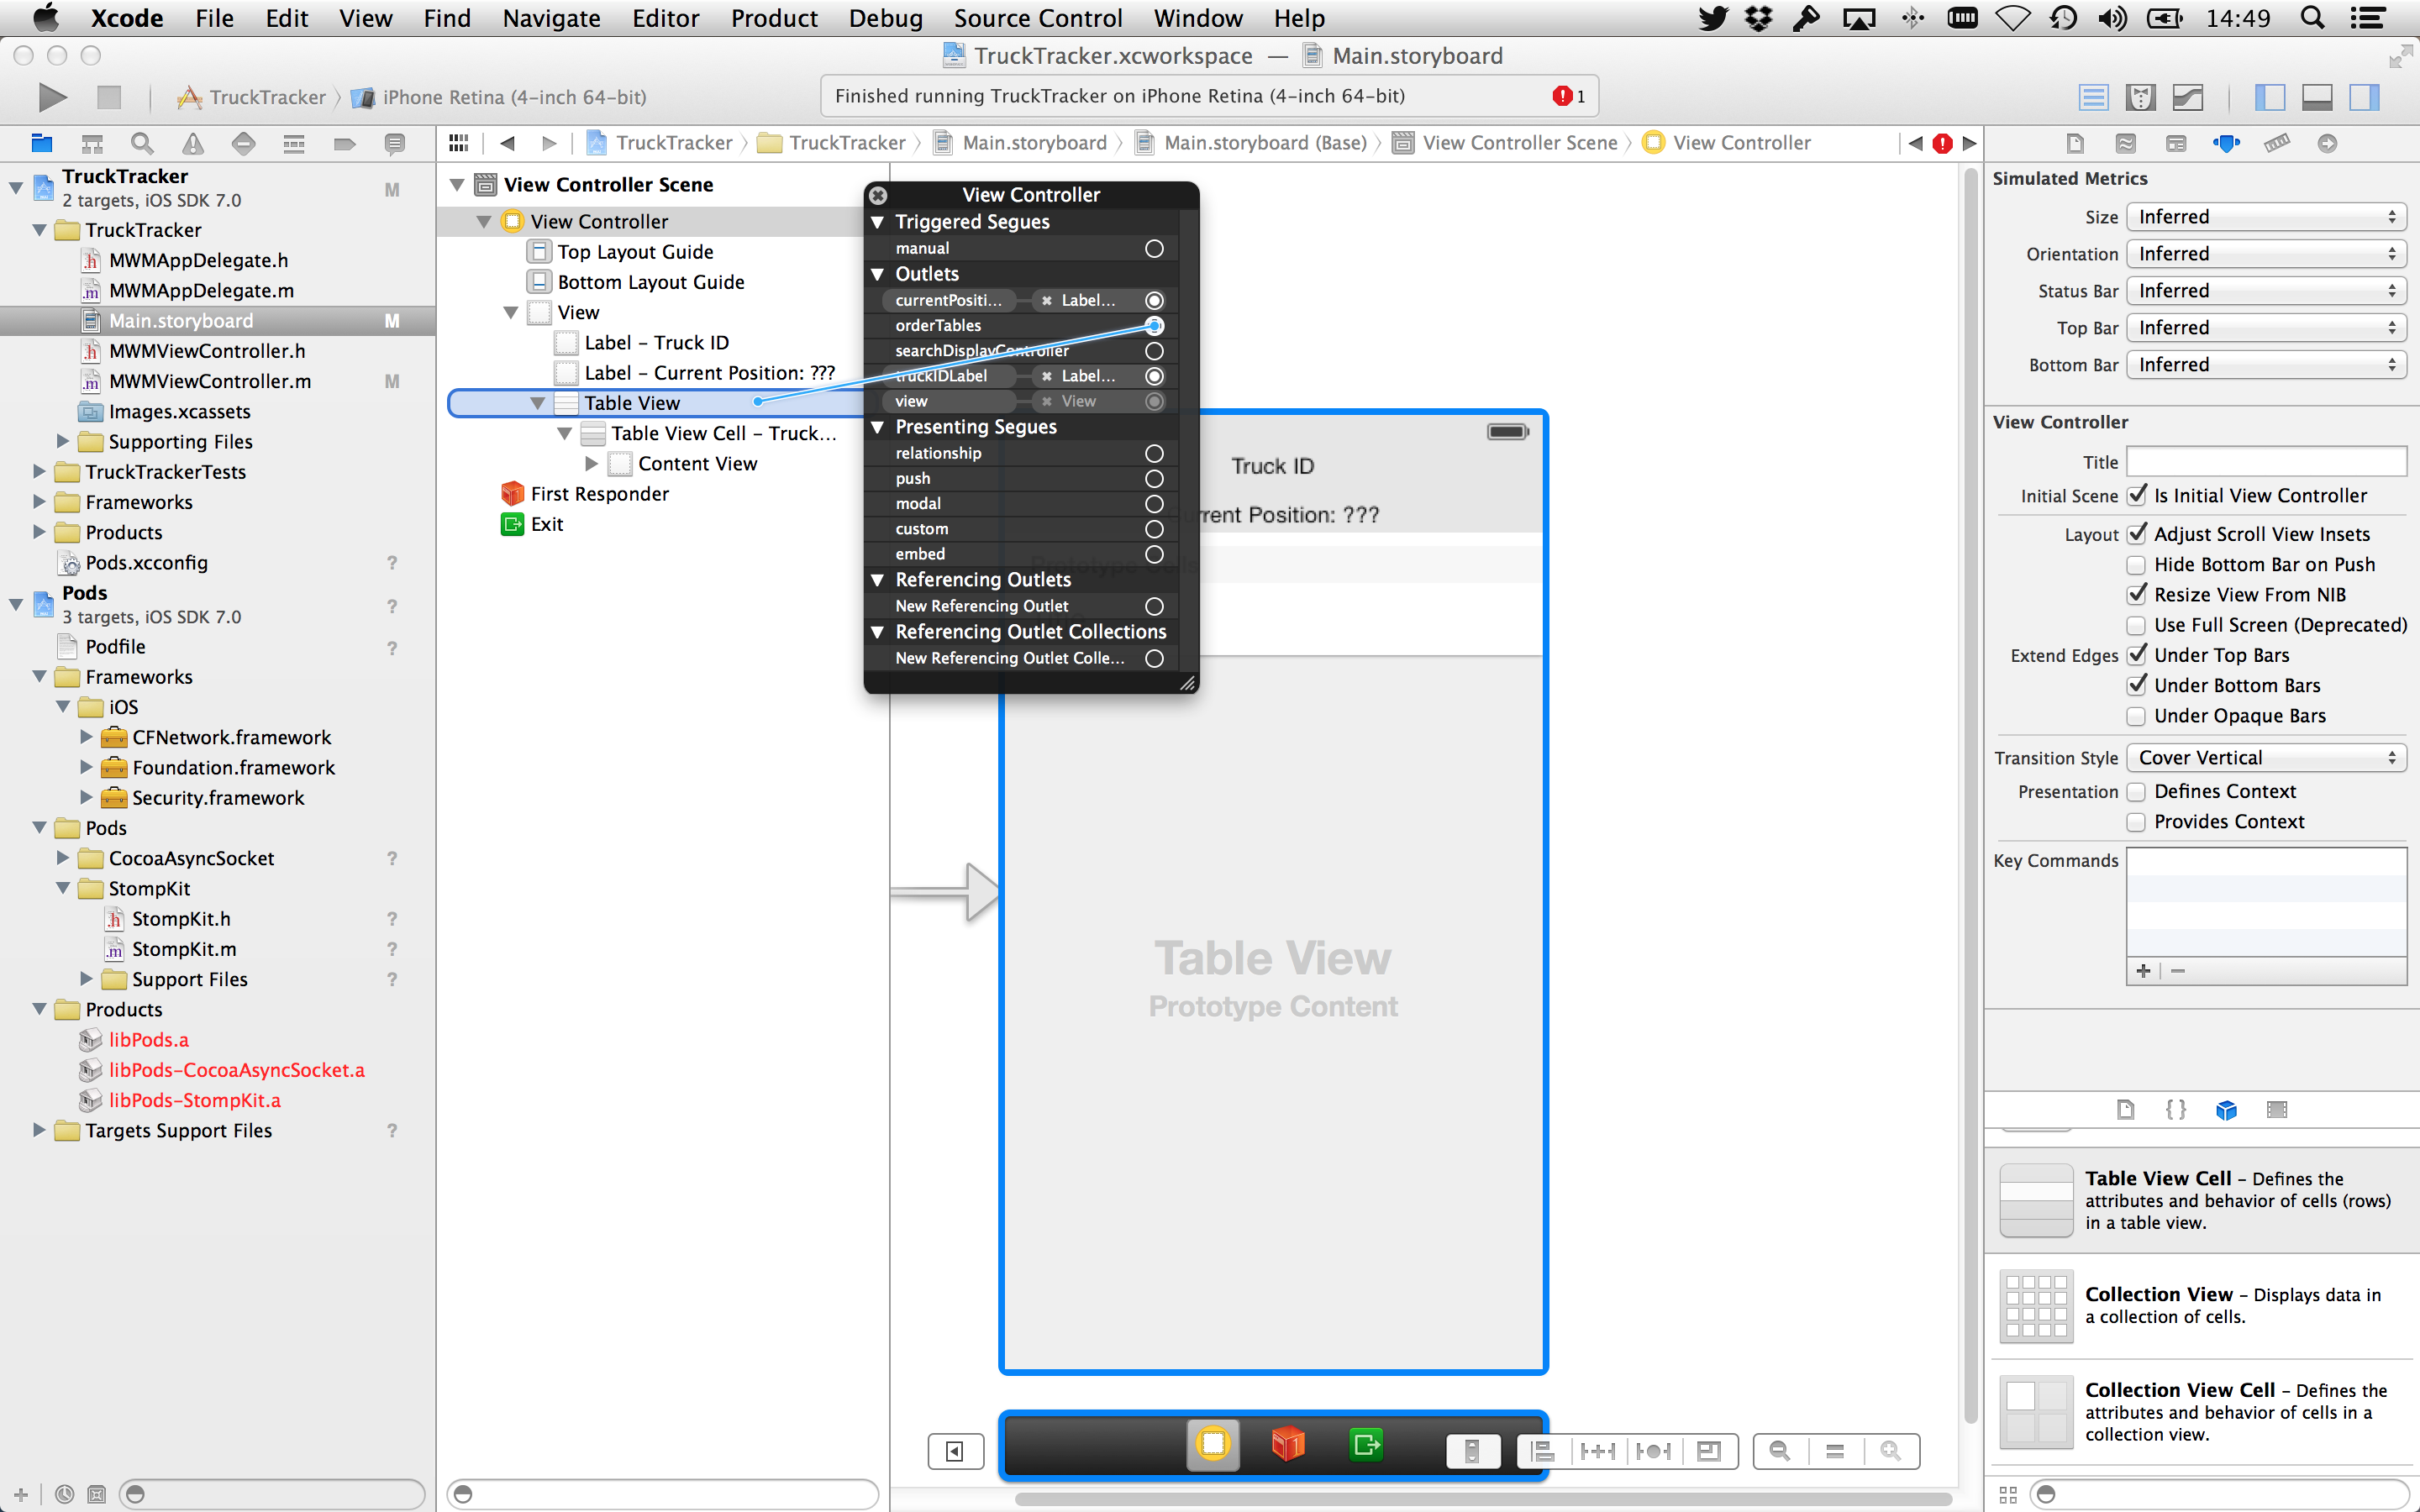 Xcode File Edit View Find Navigate Editor Product Debug Source Control Window Help 14:49
TruckTracker.xcworkspace — Main.storyboard
TruckTracker iPhone Retina (4-inch 64-bit)
Finished running TruckTracker on iPhone Retina (4-inch 64-bit) 1
TruckTracker TruckTracker Main.storyboard Main.storyboard (Base) View Controller Scene View Controller
TruckTracker M
2 targets, iOS SDK 7.0
TruckTracker
MWMAppDelegate.h
MWMAppDelegate.m
Main.storyboard M
MWMViewController.h
MWMViewController.m M
Images.xcassets
Supporting Files
TruckTrackerTests
Frameworks
Products
Pods.xcconfig ?
Pods ?
3 targets, iOS SDK 7.0
Podfile ?
Frameworks
iOS
CFNetwork.framework
Foundation.framework
Security.framework
Pods
CocoaAsyncSocket ?
StompKit
StompKit.h ?
StompKit.m ?
Support Files ?
Products
libPods.a
libPods-CocoaAsyncSocket.a
libPods-StompKit.a
Targets Support Files ?
View Controller Scene
View Controller
Top Layout Guide
Bottom Layout Guide
View
Label – Truck ID
Label – Current Position: ???
Table View
Table View Cell – Truck...
Content View
First Responder
Exit
View Controller
Triggered Segues
manual
Outlets
currentPositi... Label...
orderTables
searchDisplayController
truckIDLabel Label...
view View
Presenting Segues
relationship
push
modal
custom
embed
Referencing Outlets
New Referencing Outlet
Referencing Outlet Collections
New Referencing Outlet Colle...
Truck ID
Current Position: ???
Prototype Cells
Table View
Prototype Content
Simulated Metrics
Size Inferred
Orientation Inferred
Status Bar Inferred
Top Bar Inferred
Bottom Bar Inferred
View Controller
Title
Initial Scene Is Initial View Controller
Layout Adjust Scroll View Insets
Hide Bottom Bar on Push
Resize View From NIB
Use Full Screen (Deprecated)
Extend Edges Under Top Bars
Under Bottom Bars
Under Opaque Bars
Transition Style Cover Vertical
Presentation Defines Context
Provides Context
Key Commands
Table View Cell – Defines the
attributes and behavior of cells (rows)
in a table view.
Collection View – Displays data in
a collection of cells.
Collection View Cell – Defines the
attributes and behavior of cells in a
collection view.